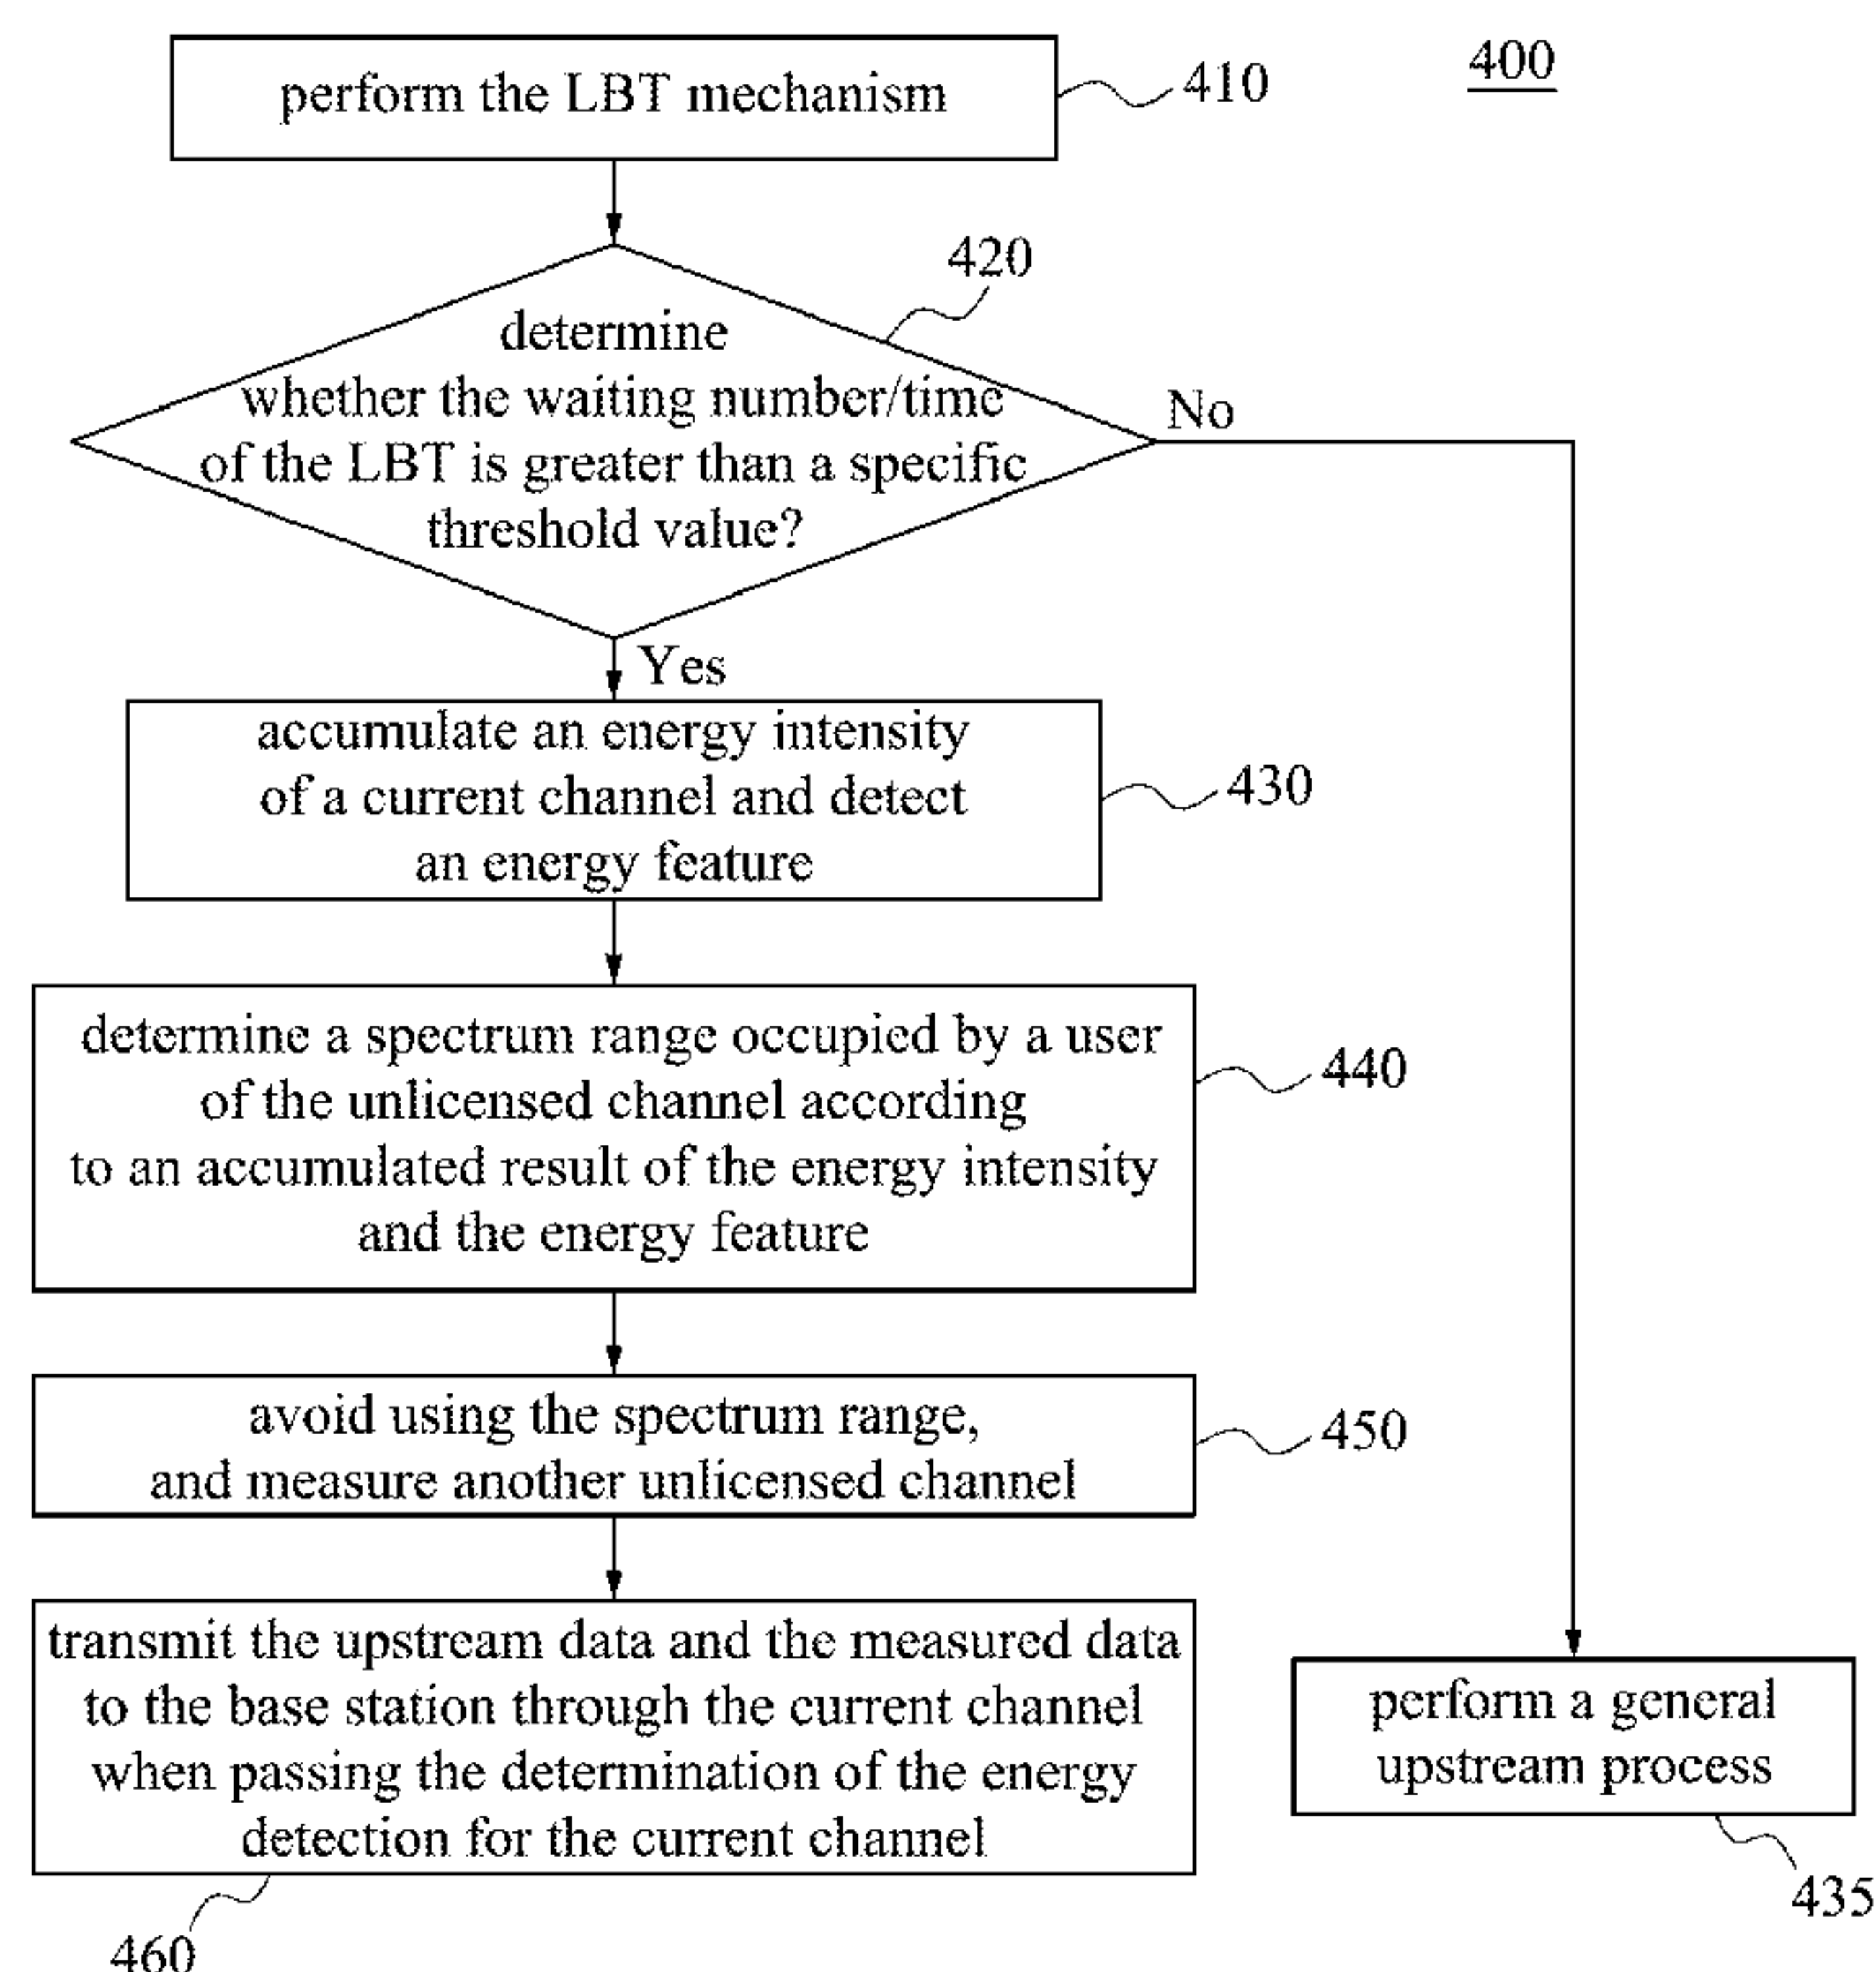 400
perform the LBT mechanism
410
420
determine
whether the waiting number/time
of the LBT is greater than a specific
threshold value?
No
Yes
accumulate an energy intensity
of a current channel and detect
an energy feature
430
determine a spectrum range occupied by a user
of the unlicensed channel according
to an accumulated result of the energy intensity
and the energy feature
440
avoid using the spectrum range,
and measure another unlicensed channel
450
transmit the upstream data and the measured data
to the base station through the current channel
when passing the determination of the energy
detection for the current channel
460
perform a general
upstream process
435